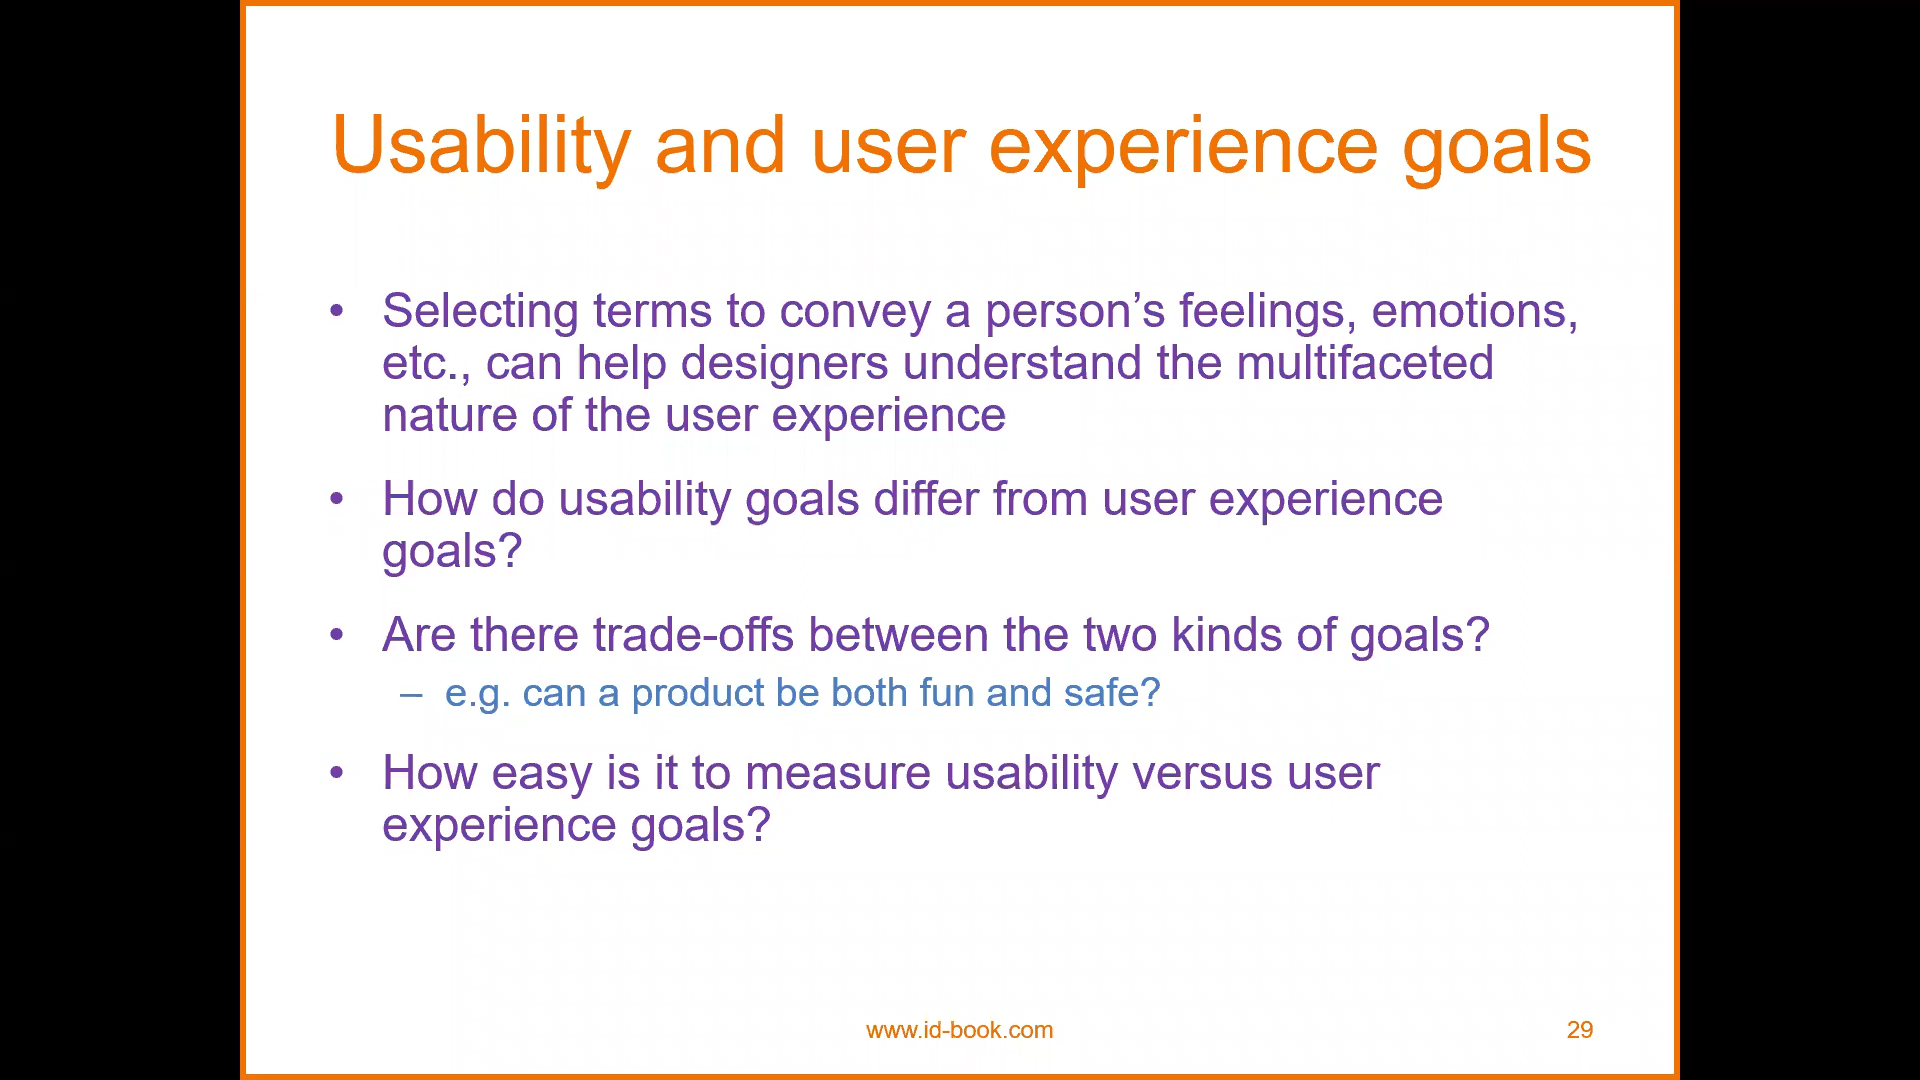 Usability and user experience goals
• Selecting terms to convey a person’s feelings, emotions,
etc., can help designers understand the multifaceted
nature of the user experience
• How do usability goals differ from user experience
goals?
• Are there trade-offs between the two kinds of goals?
– e.g. can a product be both fun and safe?
• How easy is it to measure usability versus user
experience goals?
www.id-book.com
29